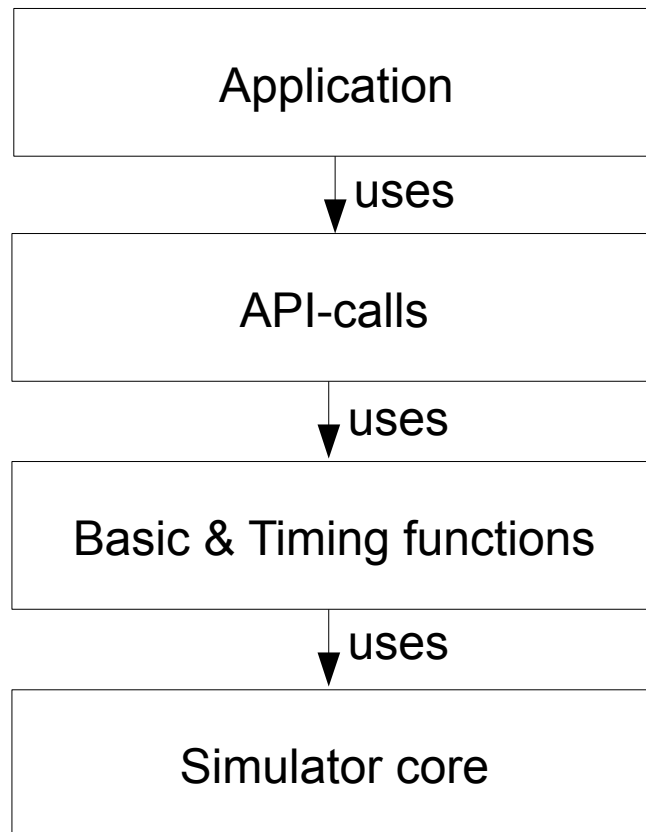 Application
uses
API-calls
uses
Basic & Timing functions
uses
Simulator core